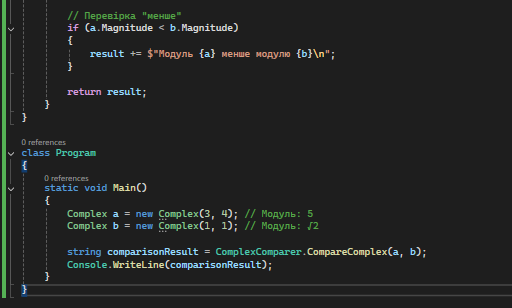 // Перевірка "менше"
if (a.Magnitude < b.Magnitude)
{
result += $"Модуль {a} менше модулю {b}\n";
}
return result;
}
}
0 references
class Program
{
0 references
static void Main()
{
Complex a = new Complex(3, 4); // Модуль: 5
Complex b = new Complex(1, 1); // Модуль: √2
string comparisonResult = ComplexComparer.CompareComplex(a, b);
Console.WriteLine(comparisonResult);
}
}